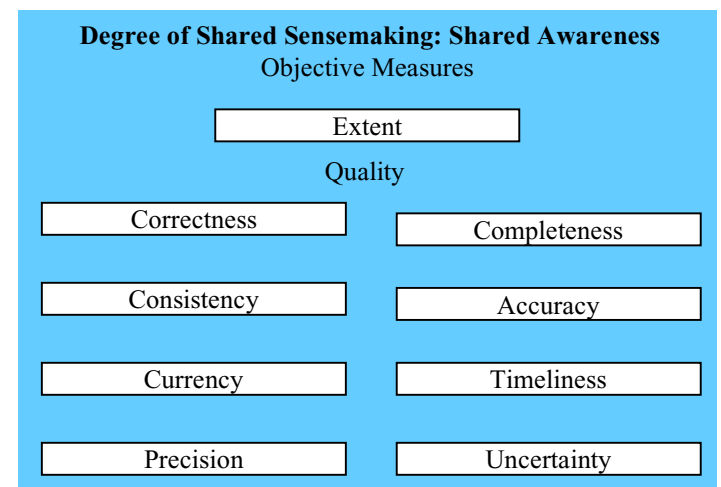 Degree of Shared Sensemaking: Shared Awareness
Objective Measures
Extent
Quality
Correctness
Completeness
Consistency
Accuracy
Currency
Timeliness
Precision
Uncertainty